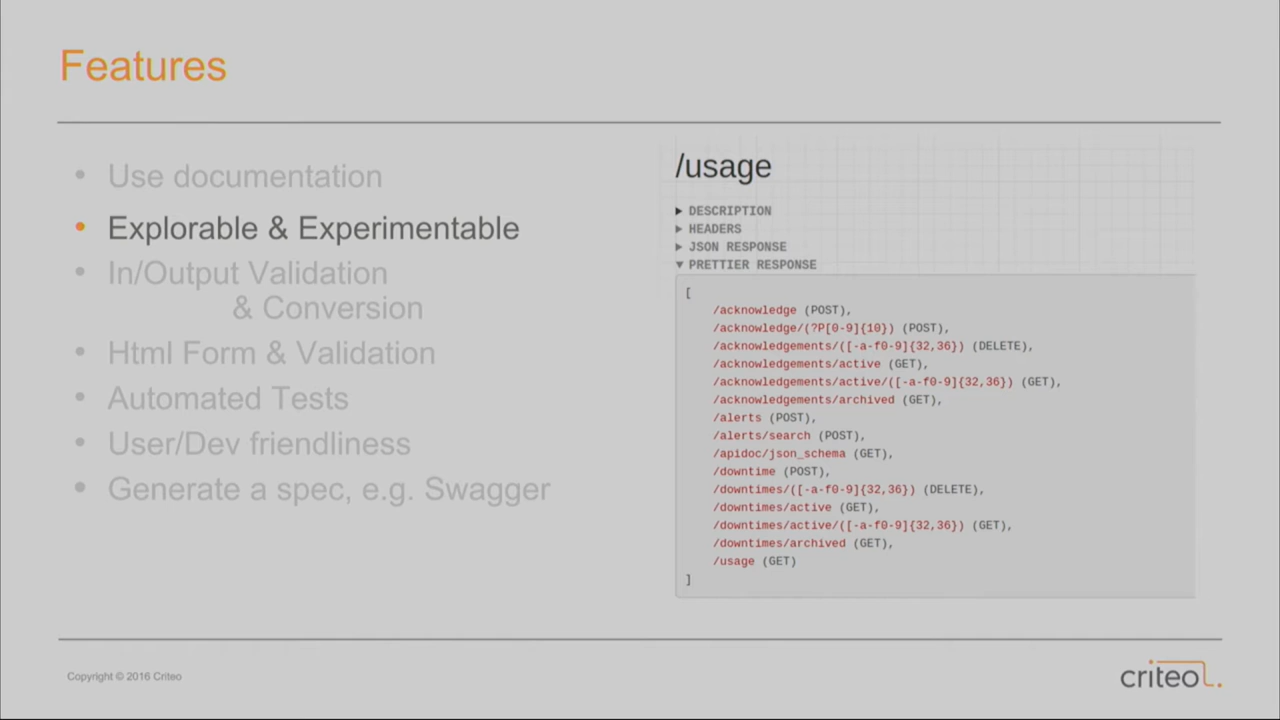 Features
• Use documentation
• Explorable & Experimentable
• In/Output Validation
& Conversion
• Html Form & Validation
• Automated Tests
• User/Dev friendliness
• Generate a spec, e.g. Swagger
/usage
▶ DESCRIPTION
▶ HEADERS
▶ JSON RESPONSE
▼ PRETTIER RESPONSE
[
/acknowledge (POST),
/acknowledge/(?P[0-9]{10}) (POST),
/acknowledgements/([-a-f0-9]{32,36}) (DELETE),
/acknowledgements/active (GET),
/acknowledgements/active/([-a-f0-9]{32,36}) (GET),
/acknowledgements/archived (GET),
/alerts (POST),
/alerts/search (POST),
/apidoc/json_schema (GET),
/downtime (POST),
/downtimes/([-a-f0-9]{32,36}) (DELETE),
/downtimes/active (GET),
/downtimes/active/([-a-f0-9]{32,36}) (GET),
/downtimes/archived (GET),
/usage (GET)
]
Copyright © 2016 Criteo
criteo